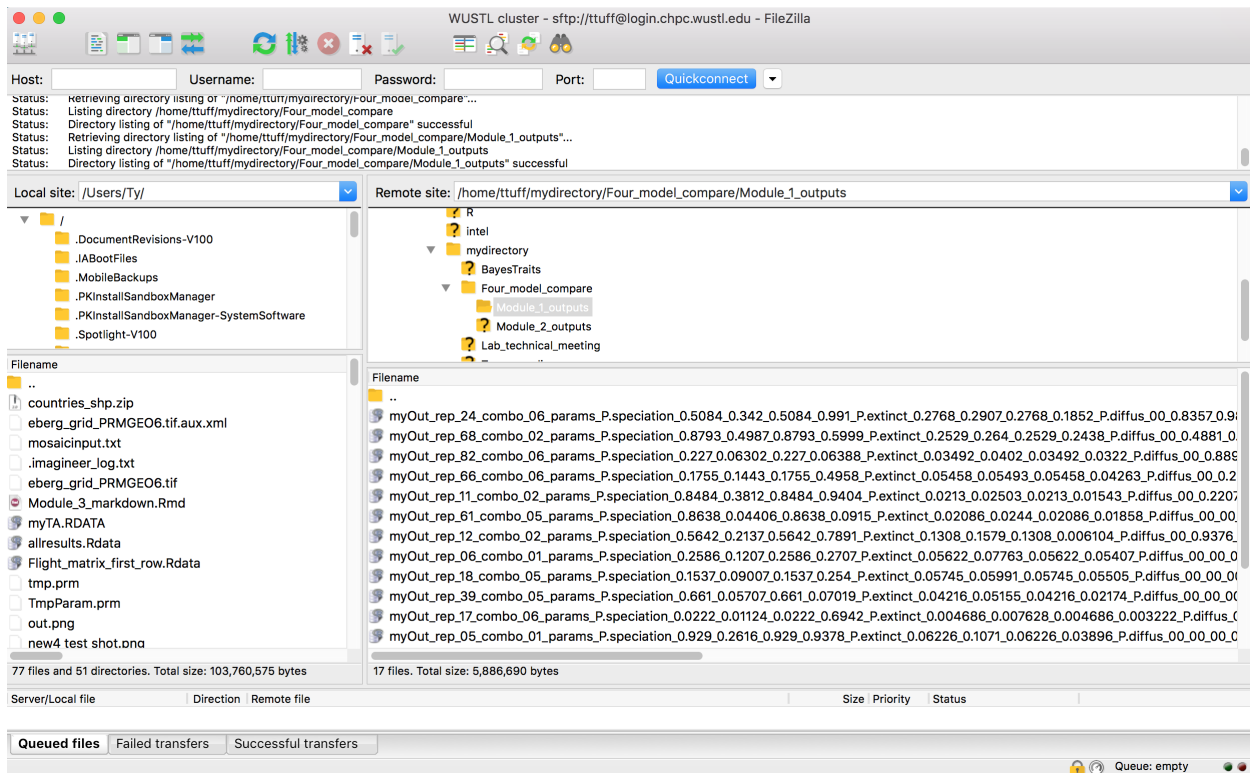 WUSTL cluster - sftp://ttuff@login.chpc.wustl.edu - FileZilla
Host: Username: Password: Port: Quickconnect
Status: Retrieving directory listing of "/home/ttuff/mydirectory/Four_model_compare"...
Status: Listing directory /home/ttuff/mydirectory/Four_model_compare
Status: Directory listing of "/home/ttuff/mydirectory/Four_model_compare" successful
Status: Retrieving directory listing of "/home/ttuff/mydirectory/Four_model_compare/Module_1_outputs"...
Status: Listing directory /home/ttuff/mydirectory/Four_model_compare/Module_1_outputs
Status: Directory listing of "/home/ttuff/mydirectory/Four_model_compare/Module_1_outputs" successful
Local site: /Users/Ty/
/
.DocumentRevisions-V100
.IABootFiles
.MobileBackups
.PKInstallSandboxManager
.PKInstallSandboxManager-SystemSoftware
.Spotlight-V100
Filename
..
countries_shp.zip
eberg_grid_PRMGEO6.tif.aux.xml
mosaicinput.txt
.imagineer_log.txt
eberg_grid_PRMGEO6.tif
Module_3_markdown.Rmd
myTA.RDATA
allresults.Rdata
Flight_matrix_first_row.Rdata
tmp.prm
TmpParam.prm
out.png
new4 test shot.png
77 files and 51 directories. Total size: 103,760,575 bytes
Remote site: /home/ttuff/mydirectory/Four_model_compare/Module_1_outputs
R
intel
mydirectory
BayesTraits
Four_model_compare
Module_1_outputs
Module_2_outputs
Lab_technical_meeting
Filename
..
myOut_rep_24_combo_06_params_P.speciation_0.5084_0.342_0.5084_0.991_P.extinct_0.2768_0.2907_0.2768_0.1852_P.diffus_00_0.8357_0.98
myOut_rep_68_combo_02_params_P.speciation_0.8793_0.4987_0.8793_0.5999_P.extinct_0.2529_0.264_0.2529_0.2438_P.diffus_00_0.4881_0.
myOut_rep_82_combo_06_params_P.speciation_0.227_0.06302_0.227_0.06388_P.extinct_0.03492_0.0402_0.03492_0.0322_P.diffus_00_0.889
myOut_rep_66_combo_06_params_P.speciation_0.1755_0.1443_0.1755_0.4958_P.extinct_0.05458_0.05493_0.05458_0.04263_P.diffus_00_0.2
myOut_rep_11_combo_02_params_P.speciation_0.8484_0.3812_0.8484_0.9404_P.extinct_0.0213_0.02503_0.0213_0.01543_P.diffus_00_0.2207
myOut_rep_61_combo_05_params_P.speciation_0.8638_0.04406_0.8638_0.0915_P.extinct_0.02086_0.0244_0.02086_0.01858_P.diffus_00_00_
myOut_rep_12_combo_02_params_P.speciation_0.5642_0.2137_0.5642_0.7891_P.extinct_0.1308_0.1579_0.1308_0.006104_P.diffus_00_0.9376_
myOut_rep_06_combo_01_params_P.speciation_0.2586_0.1207_0.2586_0.2707_P.extinct_0.05622_0.07763_0.05622_0.05407_P.diffus_00_00_0
myOut_rep_18_combo_05_params_P.speciation_0.1537_0.09007_0.1537_0.254_P.extinct_0.05745_0.05991_0.05745_0.05505_P.diffus_00_00_0
myOut_rep_39_combo_05_params_P.speciation_0.661_0.05707_0.661_0.07019_P.extinct_0.04216_0.05155_0.04216_0.02174_P.diffus_00_00_0
myOut_rep_17_combo_06_params_P.speciation_0.0222_0.01124_0.0222_0.6942_P.extinct_0.004686_0.007628_0.004686_0.003222_P.diffus_0
myOut_rep_05_combo_01_params_P.speciation_0.929_0.2616_0.929_0.9378_P.extinct_0.06226_0.1071_0.06226_0.03896_P.diffus_00_00_00_0
17 files. Total size: 5,886,690 bytes
Server/Local file Direction Remote file Size Priority Status
Queued files Failed transfers Successful transfers
Queue: empty